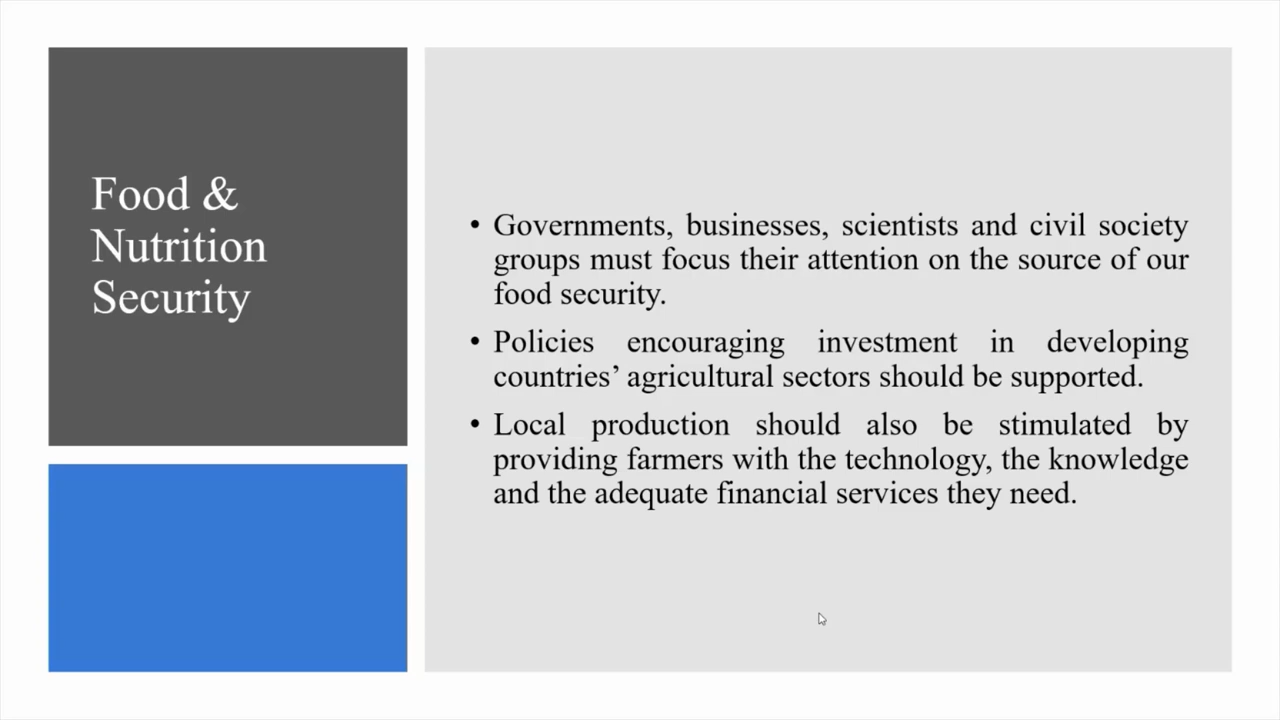 Food &
Nutrition
Security
• Governments, businesses, scientists and civil society
groups must focus their attention on the source of our
food security.
• Policies encouraging investment in developing
countries’ agricultural sectors should be supported.
• Local production should also be stimulated by
providing farmers with the technology, the knowledge
and the adequate financial services they need.